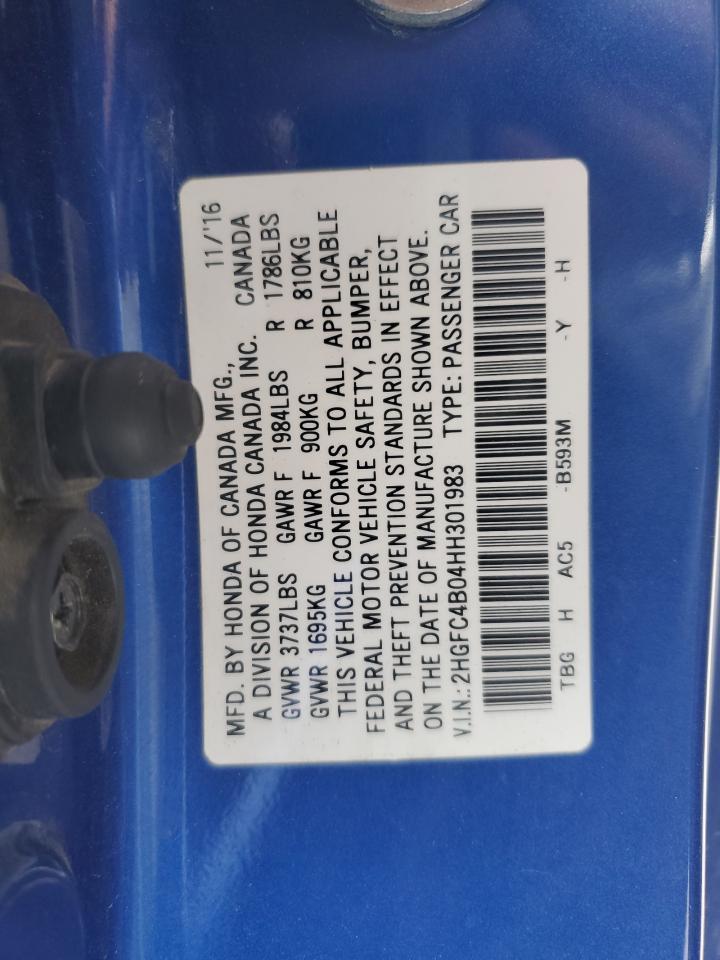 MFD. BY HONDA OF CANADA MFG., 11/'16
A DIVISION OF HONDA CANADA INC. CANADA
GVWR 3737LBS GAWR F 1984LBS R 1786LBS
GVWR 1695KG GAWR F 900KG R 810KG
THIS VEHICLE CONFORMS TO ALL APPLICABLE
FEDERAL MOTOR VEHICLE SAFETY, BUMPER,
AND THEFT PREVENTION STANDARDS IN EFFECT
ON THE DATE OF MANUFACTURE SHOWN ABOVE.
V.I.N.: 2HGFC4B04HH301983 TYPE: PASSENGER CAR
TBG H AC5 -B593M -Y -H